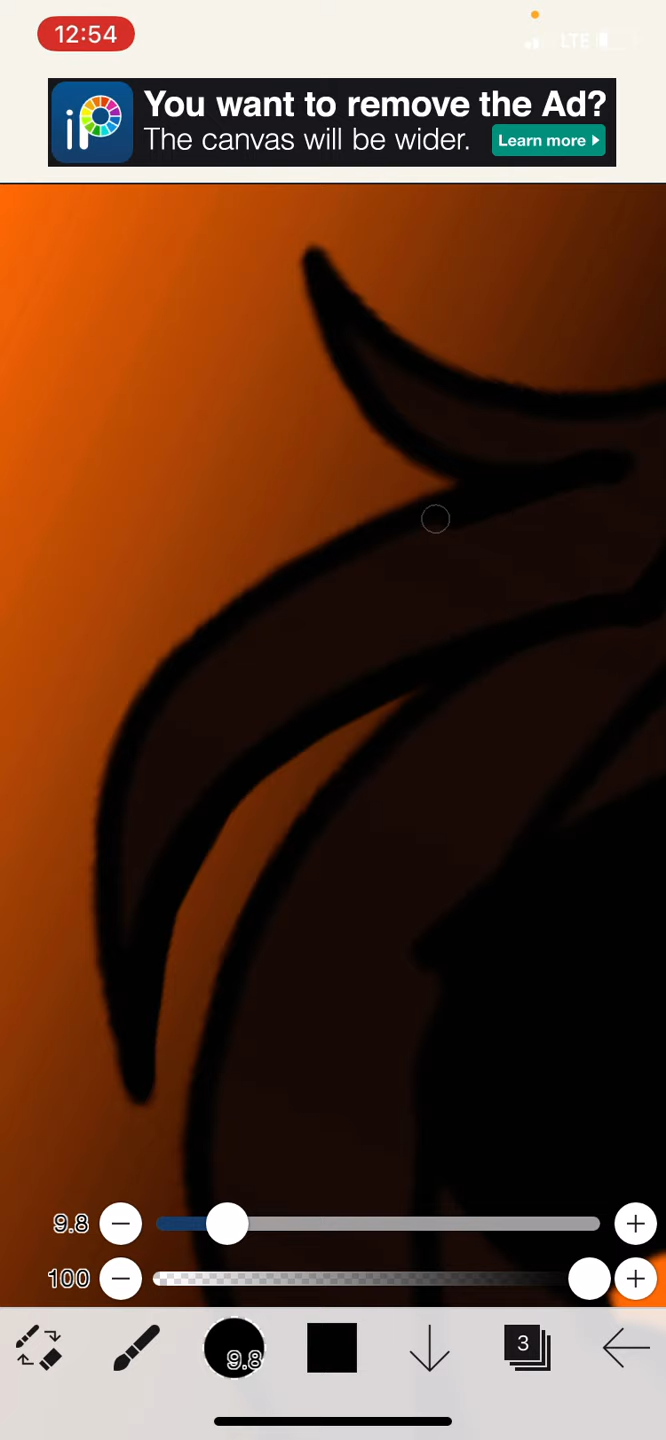 12:54
LTE
iP
You want to remove the Ad?
The canvas will be wider.
Learn more
9.8
100
9.8
3